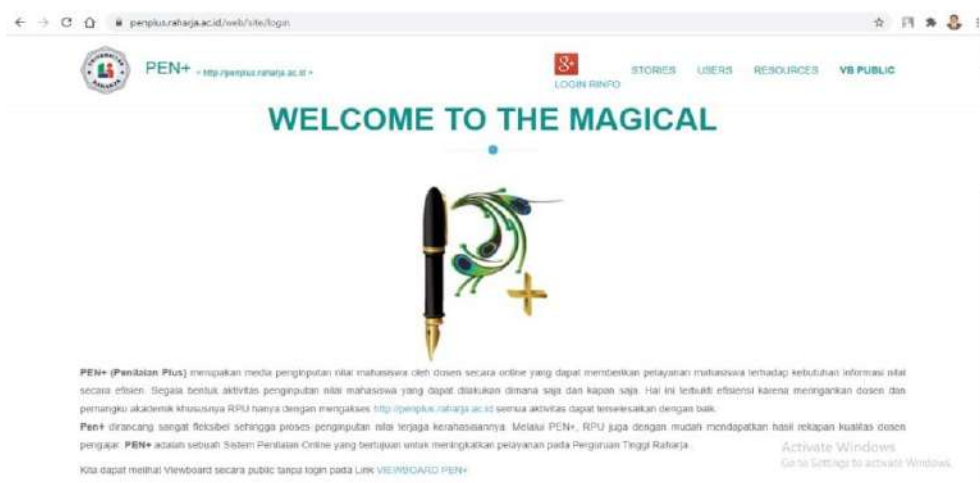 penplus.raharja.ac.id/web/site/login
UNIVERSITAS
RAHARJA
PEN+ - http://penplus.raharja.ac.id +
g+
LOGIN RINFO
STORIES
USERS
RESOURCES
VB PUBLIC
WELCOME TO THE MAGICAL
PEN+ (Penilaian Plus) merupakan media penginputan nilai mahasiswa oleh dosen secara online yang dapat memberikan pelayanan mahasiswa terhadap kebutuhan informasi nilai
secara efisien. Segala bentuk aktivitas penginputan nilai mahasiswa yang dapat dilakukan dimana saja dan kapan saja. Hal ini terbukti efisiensi karena meringankan dosen dan
pemangku akademik khususnya RPU hanya dengan mengakses http://penplus.raharja.ac.id semua aktivitas dapat terselesaikan dengan baik.
Pen+ dirancang sangat fleksibel sehingga proses penginputan nilai terjaga kerahasiaannya. Melalui PEN+, RPU juga dengan mudah mendapatkan hasil rekapan kualitas dosen
pengajar. PEN+ adalah sebuah Sistem Penilaian Online yang bertujuan untuk meningkatkan pelayanan pada Perguruan Tinggi Raharja.
Kita dapat melihat Viewboard secara public tanpa login pada Link VIEWBOARD PEN+
Activate Windows
Go to Settings to activate Windows.